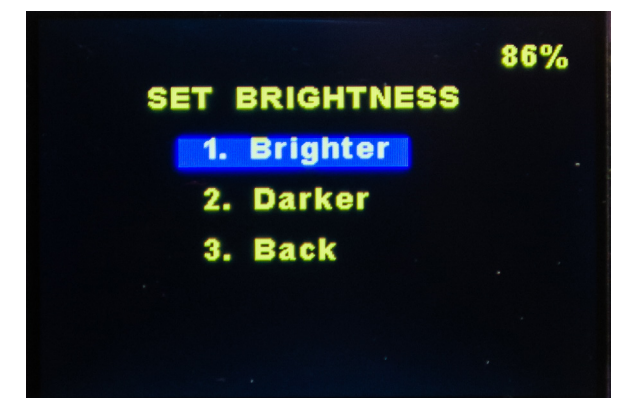 86%
SET BRIGHTNESS
1. Brighter
2. Darker
3. Back